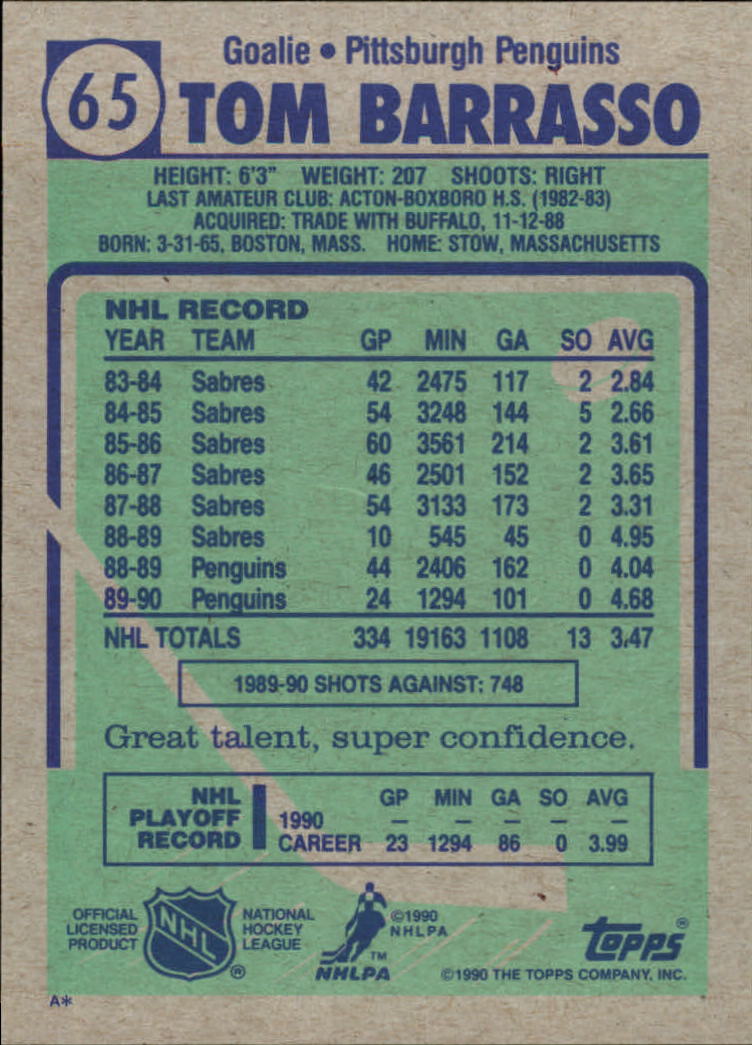 65
Goalie • Pittsburgh Penguins
TOM BARRASSO
HEIGHT: 6'3" WEIGHT: 207 SHOOTS: RIGHT
LAST AMATEUR CLUB: ACTON-BOXBORO H.S. (1982-83)
ACQUIRED: TRADE WITH BUFFALO, 11-12-88
BORN: 3-31-65, BOSTON, MASS. HOME: STOW, MASSACHUSETTS
NHL RECORD
YEAR TEAM GP MIN GA SO AVG
83-84 Sabres 42 2475 117 2 2.84
84-85 Sabres 54 3248 144 5 2.66
85-86 Sabres 60 3561 214 2 3.61
86-87 Sabres 46 2501 152 2 3.65
87-88 Sabres 54 3133 173 2 3.31
88-89 Sabres 10 545 45 0 4.95
88-89 Penguins 44 2406 162 0 4.04
89-90 Penguins 24 1294 101 0 4.68
NHL TOTALS 334 19163 1108 13 3.47
1989-90 SHOTS AGAINST: 748
Great talent, super confidence.
NHL PLAYOFF RECORD
GP MIN GA SO AVG
1990 – – – – –
CAREER 23 1294 86 0 3.99
OFFICIAL
LICENSED
PRODUCT
NHL
®
NATIONAL
HOCKEY
LEAGUE
TM
NHLPA
©1990
NHLPA
TOPPS®
©1990 THE TOPPS COMPANY, INC.
A*